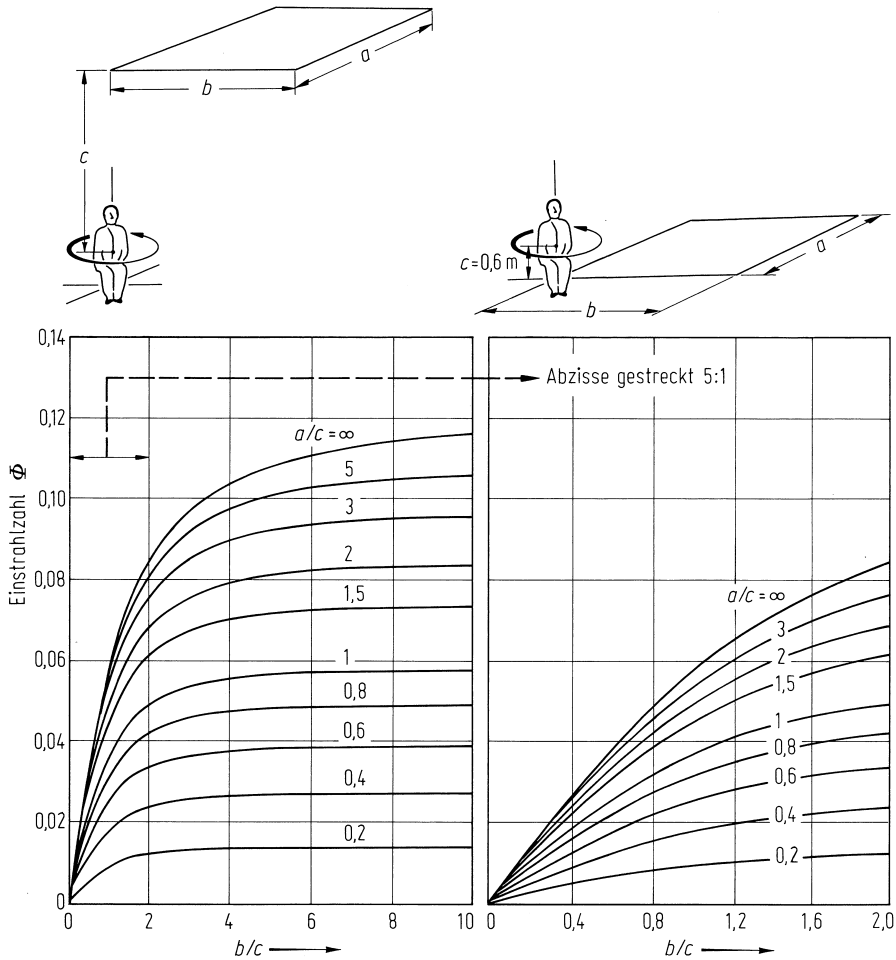 a
b
c
a
c = 0,6 m
b
0,14
Abzisse gestreckt 5:1
0,12
a/c = ∞
5
0,10
3
2
0,08
1,5
a/c = ∞
3
2
0,06
1
1,5
0,8
1
0,04
0,6
0,8
0,6
0,4
0,02
0,4
0,2
0,2
0
Einstrahlzahl Φ
0 2 4 6 8 10
0 0,4 0,8 1,2 1,6 2,0
b/c
b/c